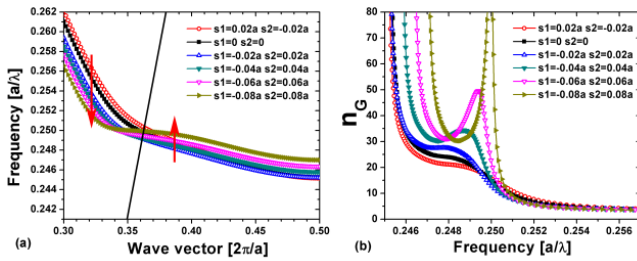 0.262
0.260
0.258
0.256
0.254
0.252
0.250
0.248
0.246
0.244
0.242
Frequency [a/λ]
s1=0.02a s2=-0.02a
s1=0 s2=0
s1=-0.02a s2=0.02a
s1=-0.04a s2=0.04a
s1=-0.06a s2=0.06a
s1=-0.08a s2=0.08a
0.30 0.35 0.40 0.45 0.50
(a) Wave vector [2π/a]
n_G
80
70
60
50
40
30
20
10
0
s1=0.02a s2=-0.02a
s1=0 s2=0
s1=-0.02a s2=0.02a
s1=-0.04a s2=0.04a
s1=-0.06a s2=0.06a
s1=-0.08a s2=0.08a
0.246 0.248 0.250 0.252 0.254 0.256
(b) Frequency [a/λ]